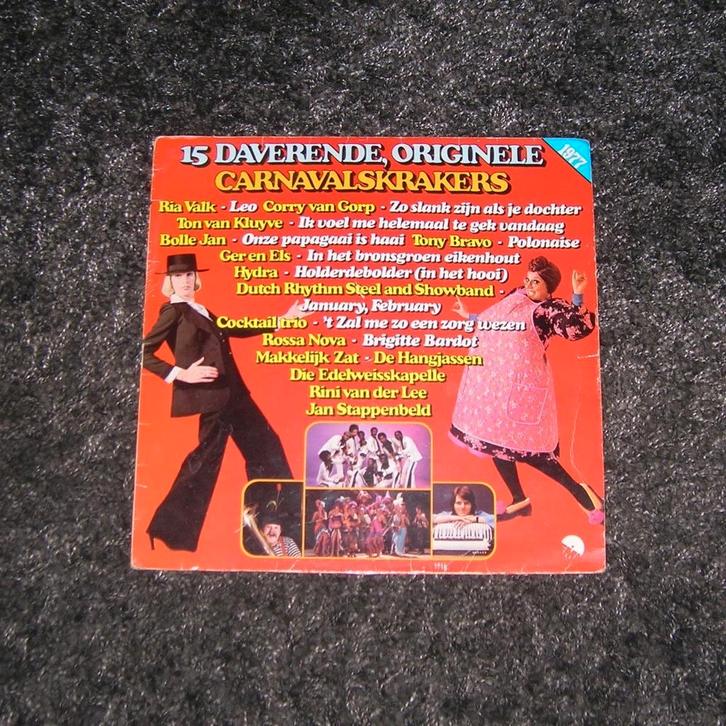 15 DAVERENDE, ORIGINELE
CARNAVALSKRAKERS
1977
Ria Valk - Leo Corry van Gorp - Zo slank zijn als je dochter
Ton van Kluyve - Ik voel me helemaal te gek vandaag
Bolle Jan - Onze papagaai is haai Tony Bravo - Polonaise
Ger en Els - In het bronsgroen eikenhout
Hydra - Holderdebolder (in het hooi)
Dutch Rhythm Steel and Showband -
January, February
Cocktail trio - 't Zal me zo een zorg wezen
Rossa Nova - Brigitte Bardot
Makkelijk Zat - De Hangjassen
Die Edelweisskapelle
Rini van der Lee
Jan Stappenbeld